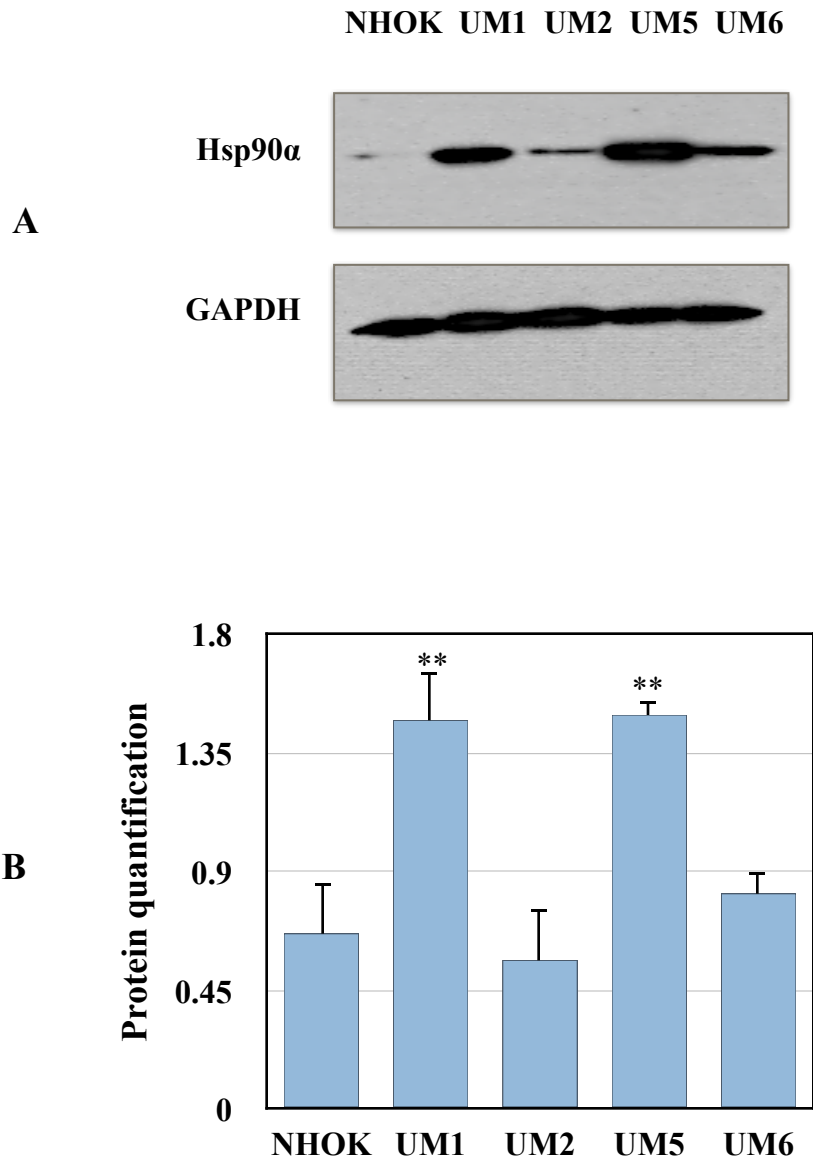 NHOK UM1 UM2 UM5 UM6
Hsp90α
A
GAPDH
1.8
**
**
1.35
Protein quantification
0.9
B
0.45
0
NHOK UM1 UM2 UM5 UM6